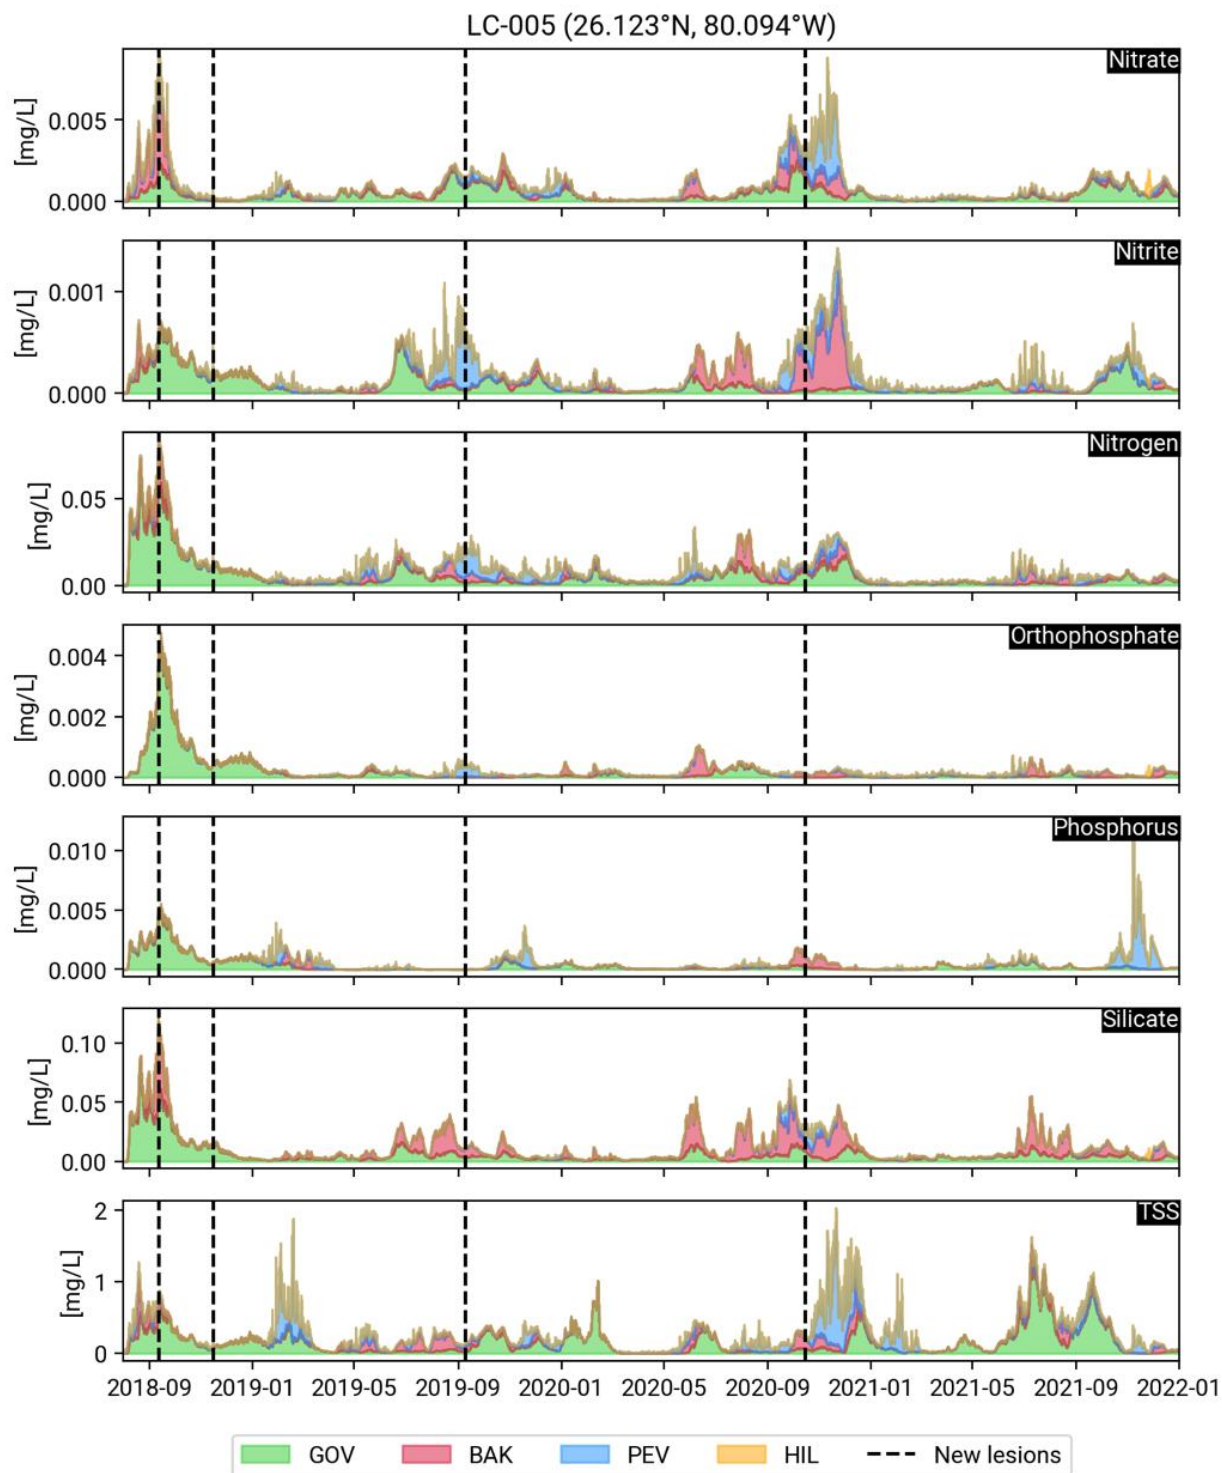 LC-005 (26.123°N, 80.094°W)
Nitrate
[mg/L]
0.005
0.000
Nitrite
[mg/L]
0.001
0.000
Nitrogen
[mg/L]
0.05
0.00
Orthophosphate
[mg/L]
0.004
0.002
0.000
Phosphorus
[mg/L]
0.010
0.005
0.000
Silicate
[mg/L]
0.10
0.05
0.00
TSS
[mg/L]
2
1
0
2018-09 2019-01 2019-05 2019-09 2020-01 2020-05 2020-09 2021-01 2021-05 2021-09 2022-01
GOV BAK PEV HIL New lesions